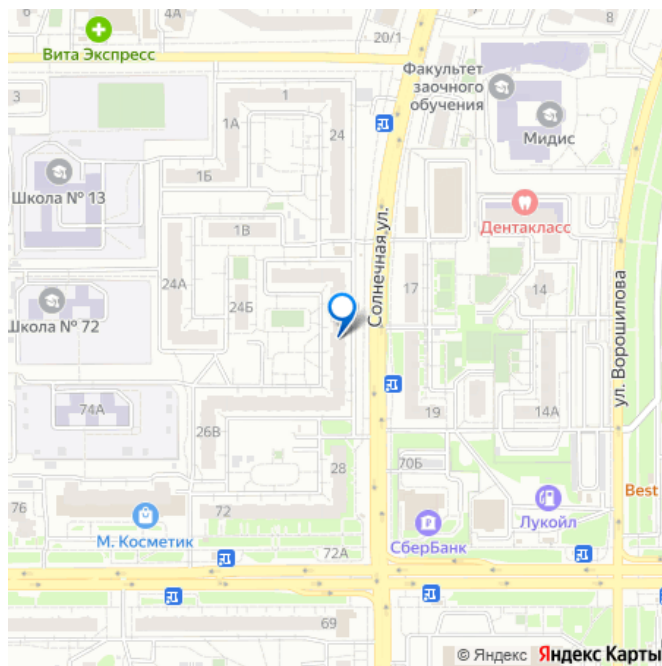 4А
20/1
8
Вита Экспресс
Факультет
заочного
обучения
3
1
1А
24
Мидис
1Б
Школа № 13
Дентакласс
1В
24А
Солнечная ул.
17
14
24Б
Школа № 72
ул. Ворошилова
74А
19
14А
26В
28
70Б
Best
76
72
М. Косметик
СберБанк
Лукойл
72А
69
© Яндекс Яндекс Карты